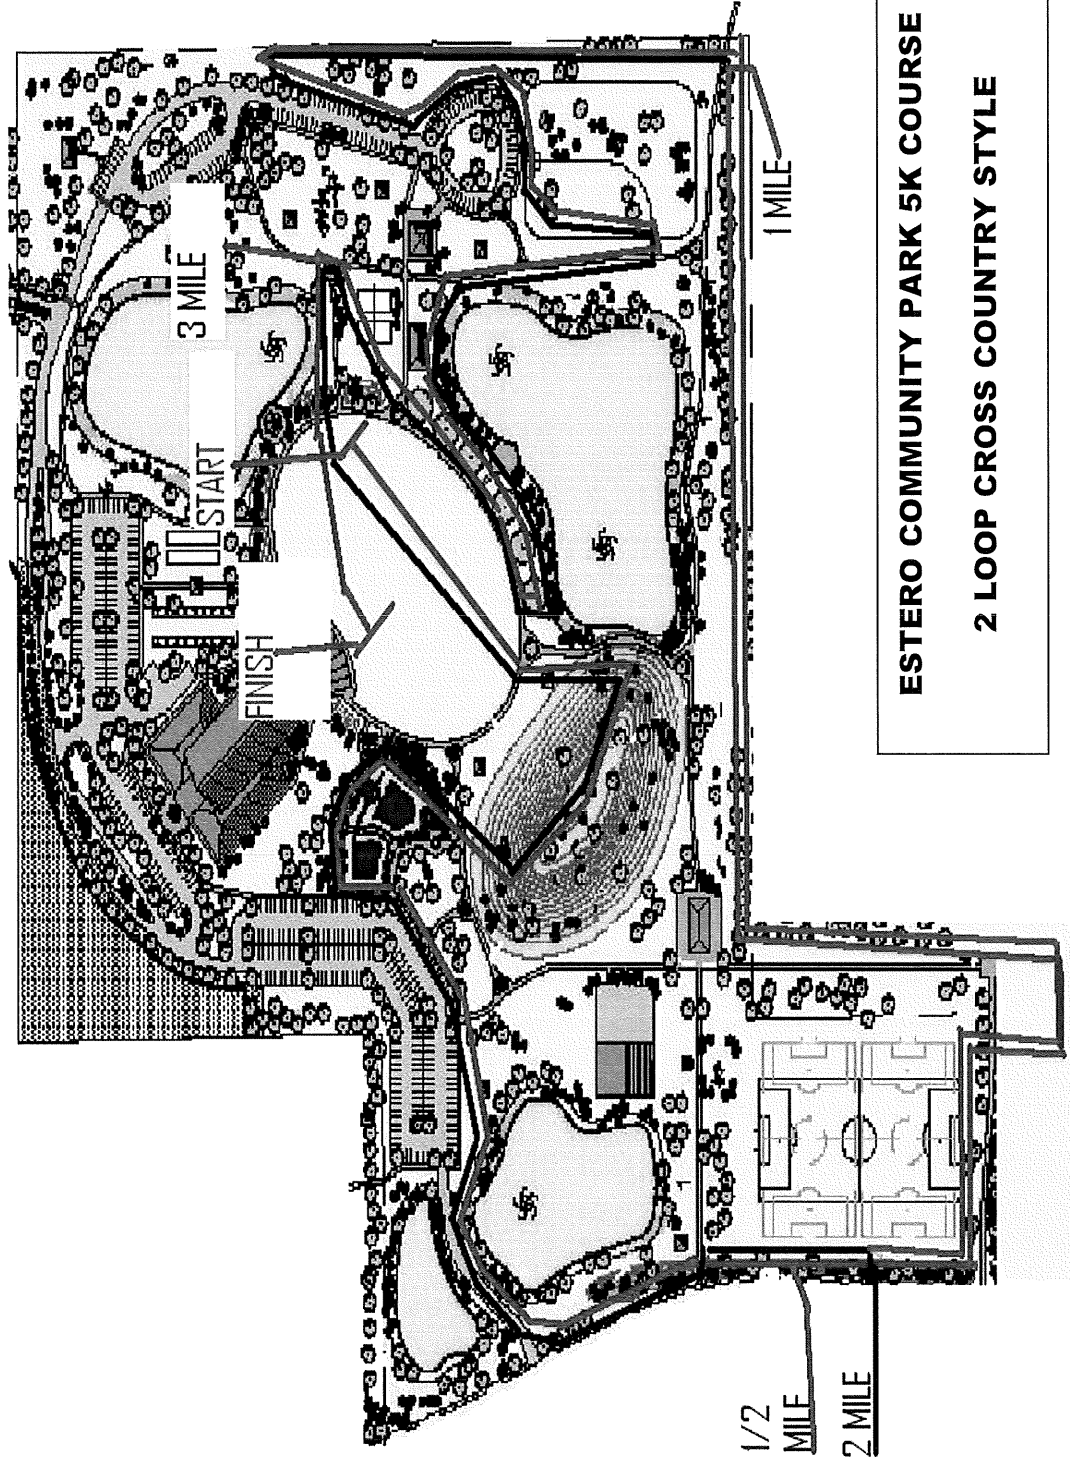 ESTERO COMMUNITY PARK 5K COURSE
2 LOOP CROSS COUNTRY STYLE
3 MILE
START
FINISH
1 MILE
1/2
MILE
2 MILE